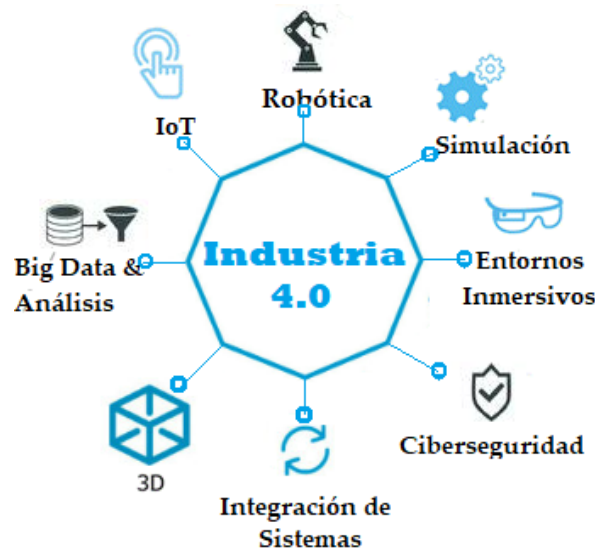 Robótica
IoT
Simulación
Industria
4.0
Big Data &
Análisis
Entornos
Inmersivos
3D
Ciberseguridad
Integración de
Sistemas